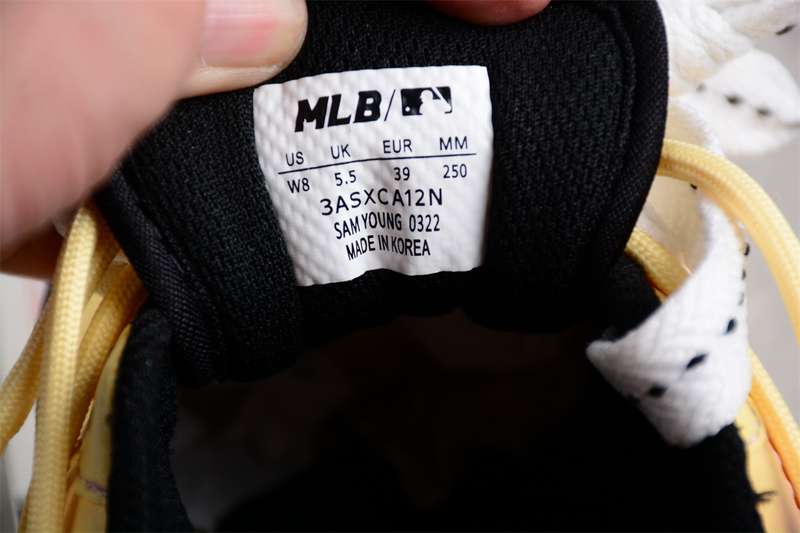 MLB/
US UK EUR MM
W8 5.5 39 250
3ASXCA12N
SAM YOUNG 0322
MADE IN KOREA